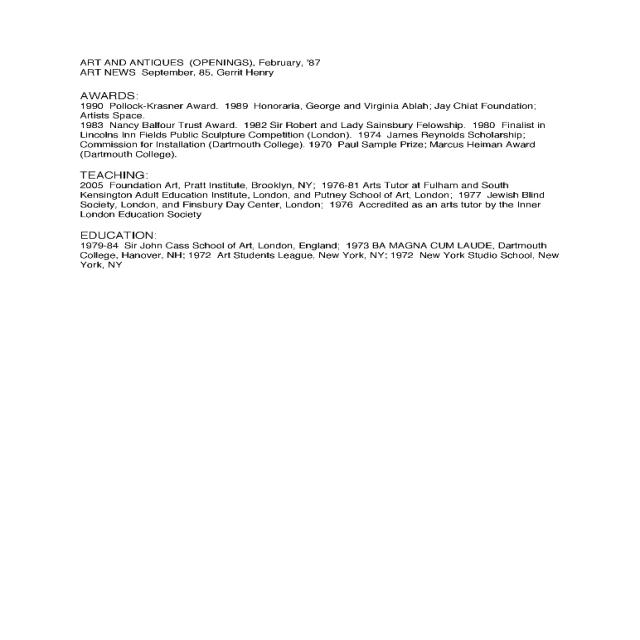 ART AND ANTIQUES (OPENINGS), February, '87
ART NEWS September, 85, Gerrit Henry
AWARDS:
1990 Pollock-Krasner Award. 1989 Honoraria, George and Virginia Ablah; Jay Chiat Foundation;
Artists Space.
1983 Nancy Balfour Trust Award. 1982 Sir Robert and Lady Sainsbury Felowship. 1980 Finalist in
Lincolns Inn Fields Public Sculpture Competition (London). 1974 James Reynolds Scholarship;
Commission for Installation (Dartmouth College). 1970 Paul Sample Prize; Marcus Heiman Award
(Dartmouth College).
TEACHING:
2005 Foundation Art, Pratt Institute, Brooklyn, NY; 1976-81 Arts Tutor at Fulham and South
Kensington Adult Education Institute, London, and Putney School of Art, London; 1977 Jewish Blind
Society, London, and Finsbury Day Center, London; 1976 Accredited as an arts tutor by the Inner
London Education Society
EDUCATION:
1979-84 Sir John Cass School of Art, London, England; 1973 BA MAGNA CUM LAUDE, Dartmouth
College, Hanover, NH; 1972 Art Students League, New York, NY; 1972 New York Studio School, New
York, NY